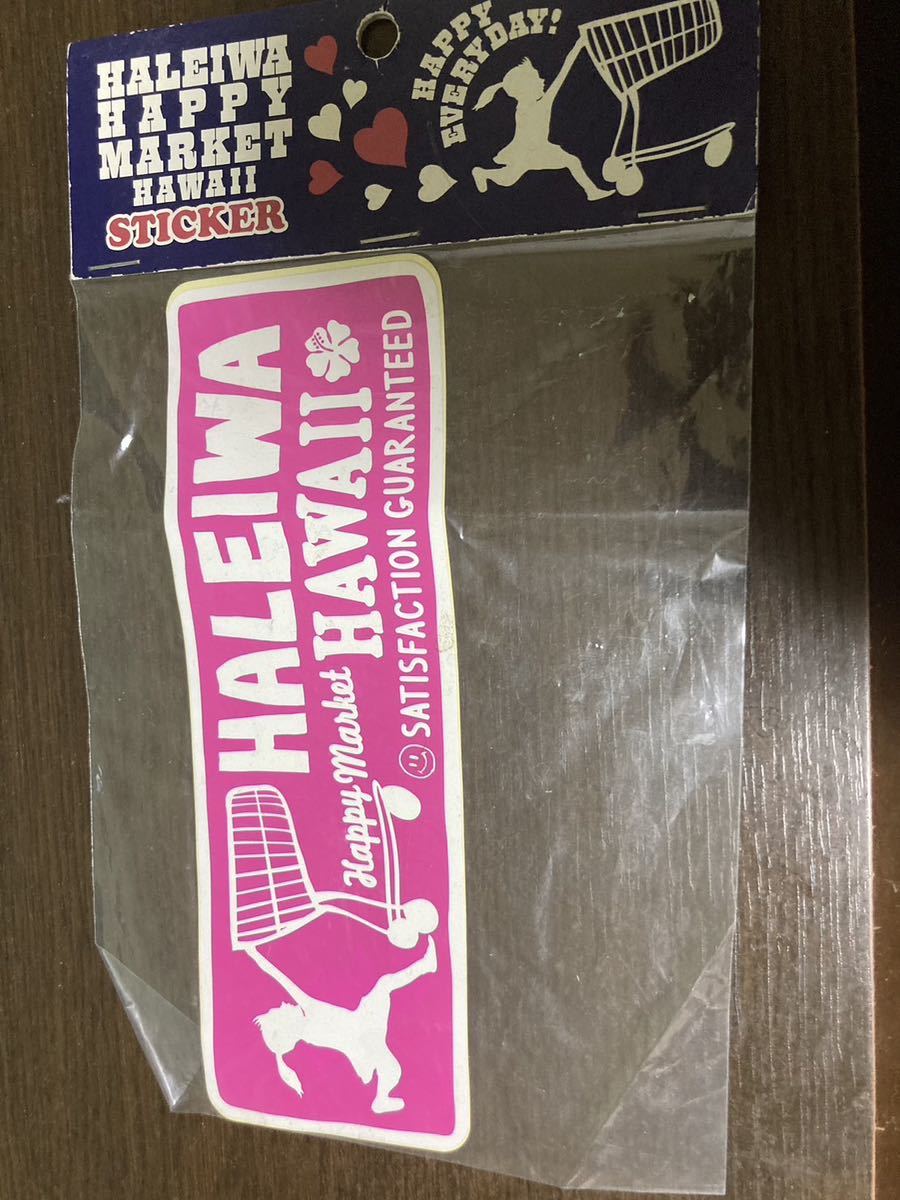 HALEIWA
HAPPY
MARKET
HAWAII
STICKER
HAPPY
EVERYDAY!
HALEIWA
Happy Market HAWAII
SATISFACTION GUARANTEED